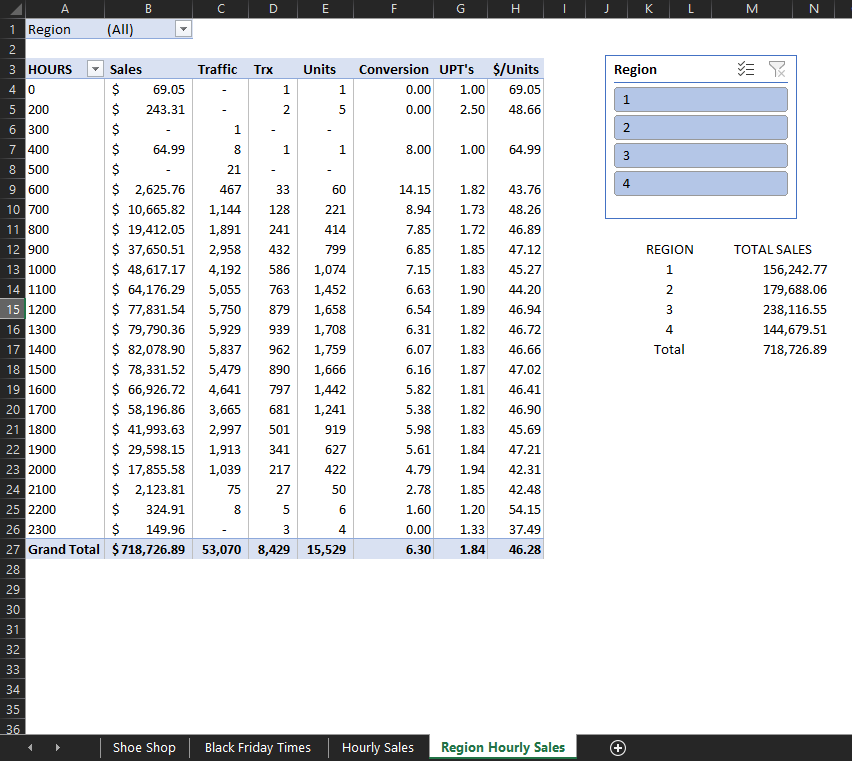 A B C D E F G H I J K L M N
1 Region (All)
2
3 HOURS Sales Traffic Trx Units Conversion UPT's $/Units
4 0 $ 69.05 - 1 1 0.00 1.00 69.05
5 200 $ 243.31 - 2 5 0.00 2.50 48.66
6 300 $ - 1 - -
7 400 $ 64.99 8 1 1 8.00 1.00 64.99
8 500 $ - 21 - -
9 600 $ 2,625.76 467 33 60 14.15 1.82 43.76
10 700 $ 10,665.82 1,144 128 221 8.94 1.73 48.26
11 800 $ 19,412.05 1,891 241 414 7.85 1.72 46.89
12 900 $ 37,650.51 2,958 432 799 6.85 1.85 47.12
13 1000 $ 48,617.17 4,192 586 1,074 7.15 1.83 45.27
14 1100 $ 64,176.29 5,055 763 1,452 6.63 1.90 44.20
15 1200 $ 77,831.54 5,750 879 1,658 6.54 1.89 46.94
16 1300 $ 79,790.36 5,929 939 1,708 6.31 1.82 46.72
17 1400 $ 82,078.90 5,837 962 1,759 6.07 1.83 46.66
18 1500 $ 78,331.52 5,479 890 1,666 6.16 1.87 47.02
19 1600 $ 66,926.72 4,641 797 1,442 5.82 1.81 46.41
20 1700 $ 58,196.86 3,665 681 1,241 5.38 1.82 46.90
21 1800 $ 41,993.63 2,997 501 919 5.98 1.83 45.69
22 1900 $ 29,598.15 1,913 341 627 5.61 1.84 47.21
23 2000 $ 17,855.58 1,039 217 422 4.79 1.94 42.31
24 2100 $ 2,123.81 75 27 50 2.78 1.85 42.48
25 2200 $ 324.91 8 5 6 1.60 1.20 54.15
26 2300 $ 149.96 - 3 4 0.00 1.33 37.49
27 Grand Total $ 718,726.89 53,070 8,429 15,529 6.30 1.84 46.28
28
29
30
31
32
33
34
35
36
Region
1
2
3
4
REGION TOTAL SALES
1 156,242.77
2 179,688.06
3 238,116.55
4 144,679.51
Total 718,726.89
Shoe Shop Black Friday Times Hourly Sales Region Hourly Sales